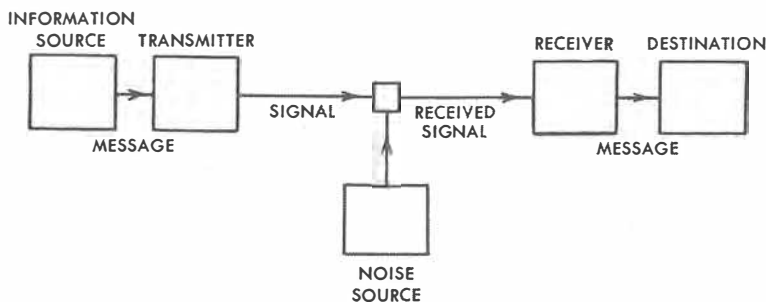 INFORMATION
SOURCE
TRANSMITTER
RECEIVER
DESTINATION
SIGNAL
RECEIVED
SIGNAL
MESSAGE
MESSAGE
NOISE
SOURCE